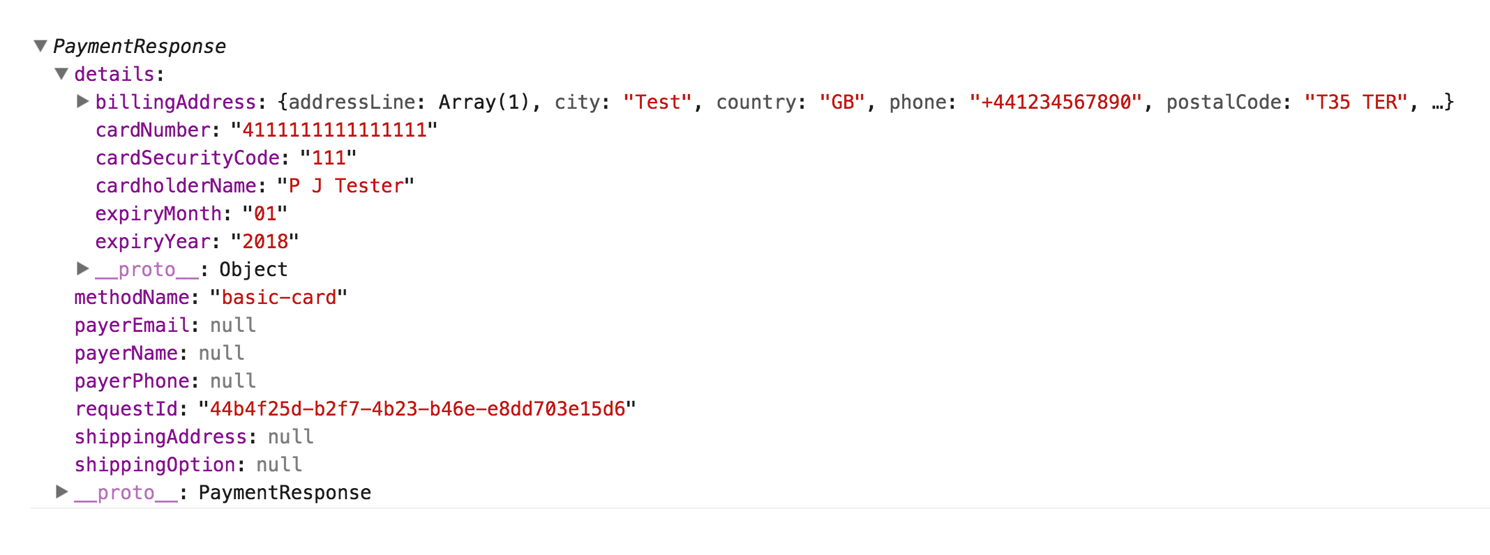 ▼ PaymentResponse
▼ details:
▶ billingAddress: {addressLine: Array(1), city: "Test", country: "GB", phone: "+441234567890", postalCode: "T35 TER", …}
cardNumber: "4111111111111111"
cardSecurityCode: "111"
cardholderName: "P J Tester"
expiryMonth: "01"
expiryYear: "2018"
▶ __proto__: Object
methodName: "basic-card"
payerEmail: null
payerName: null
payerPhone: null
requestId: "44b4f25d-b2f7-4b23-b46e-e8dd703e15d6"
shippingAddress: null
shippingOption: null
▶ __proto__: PaymentResponse